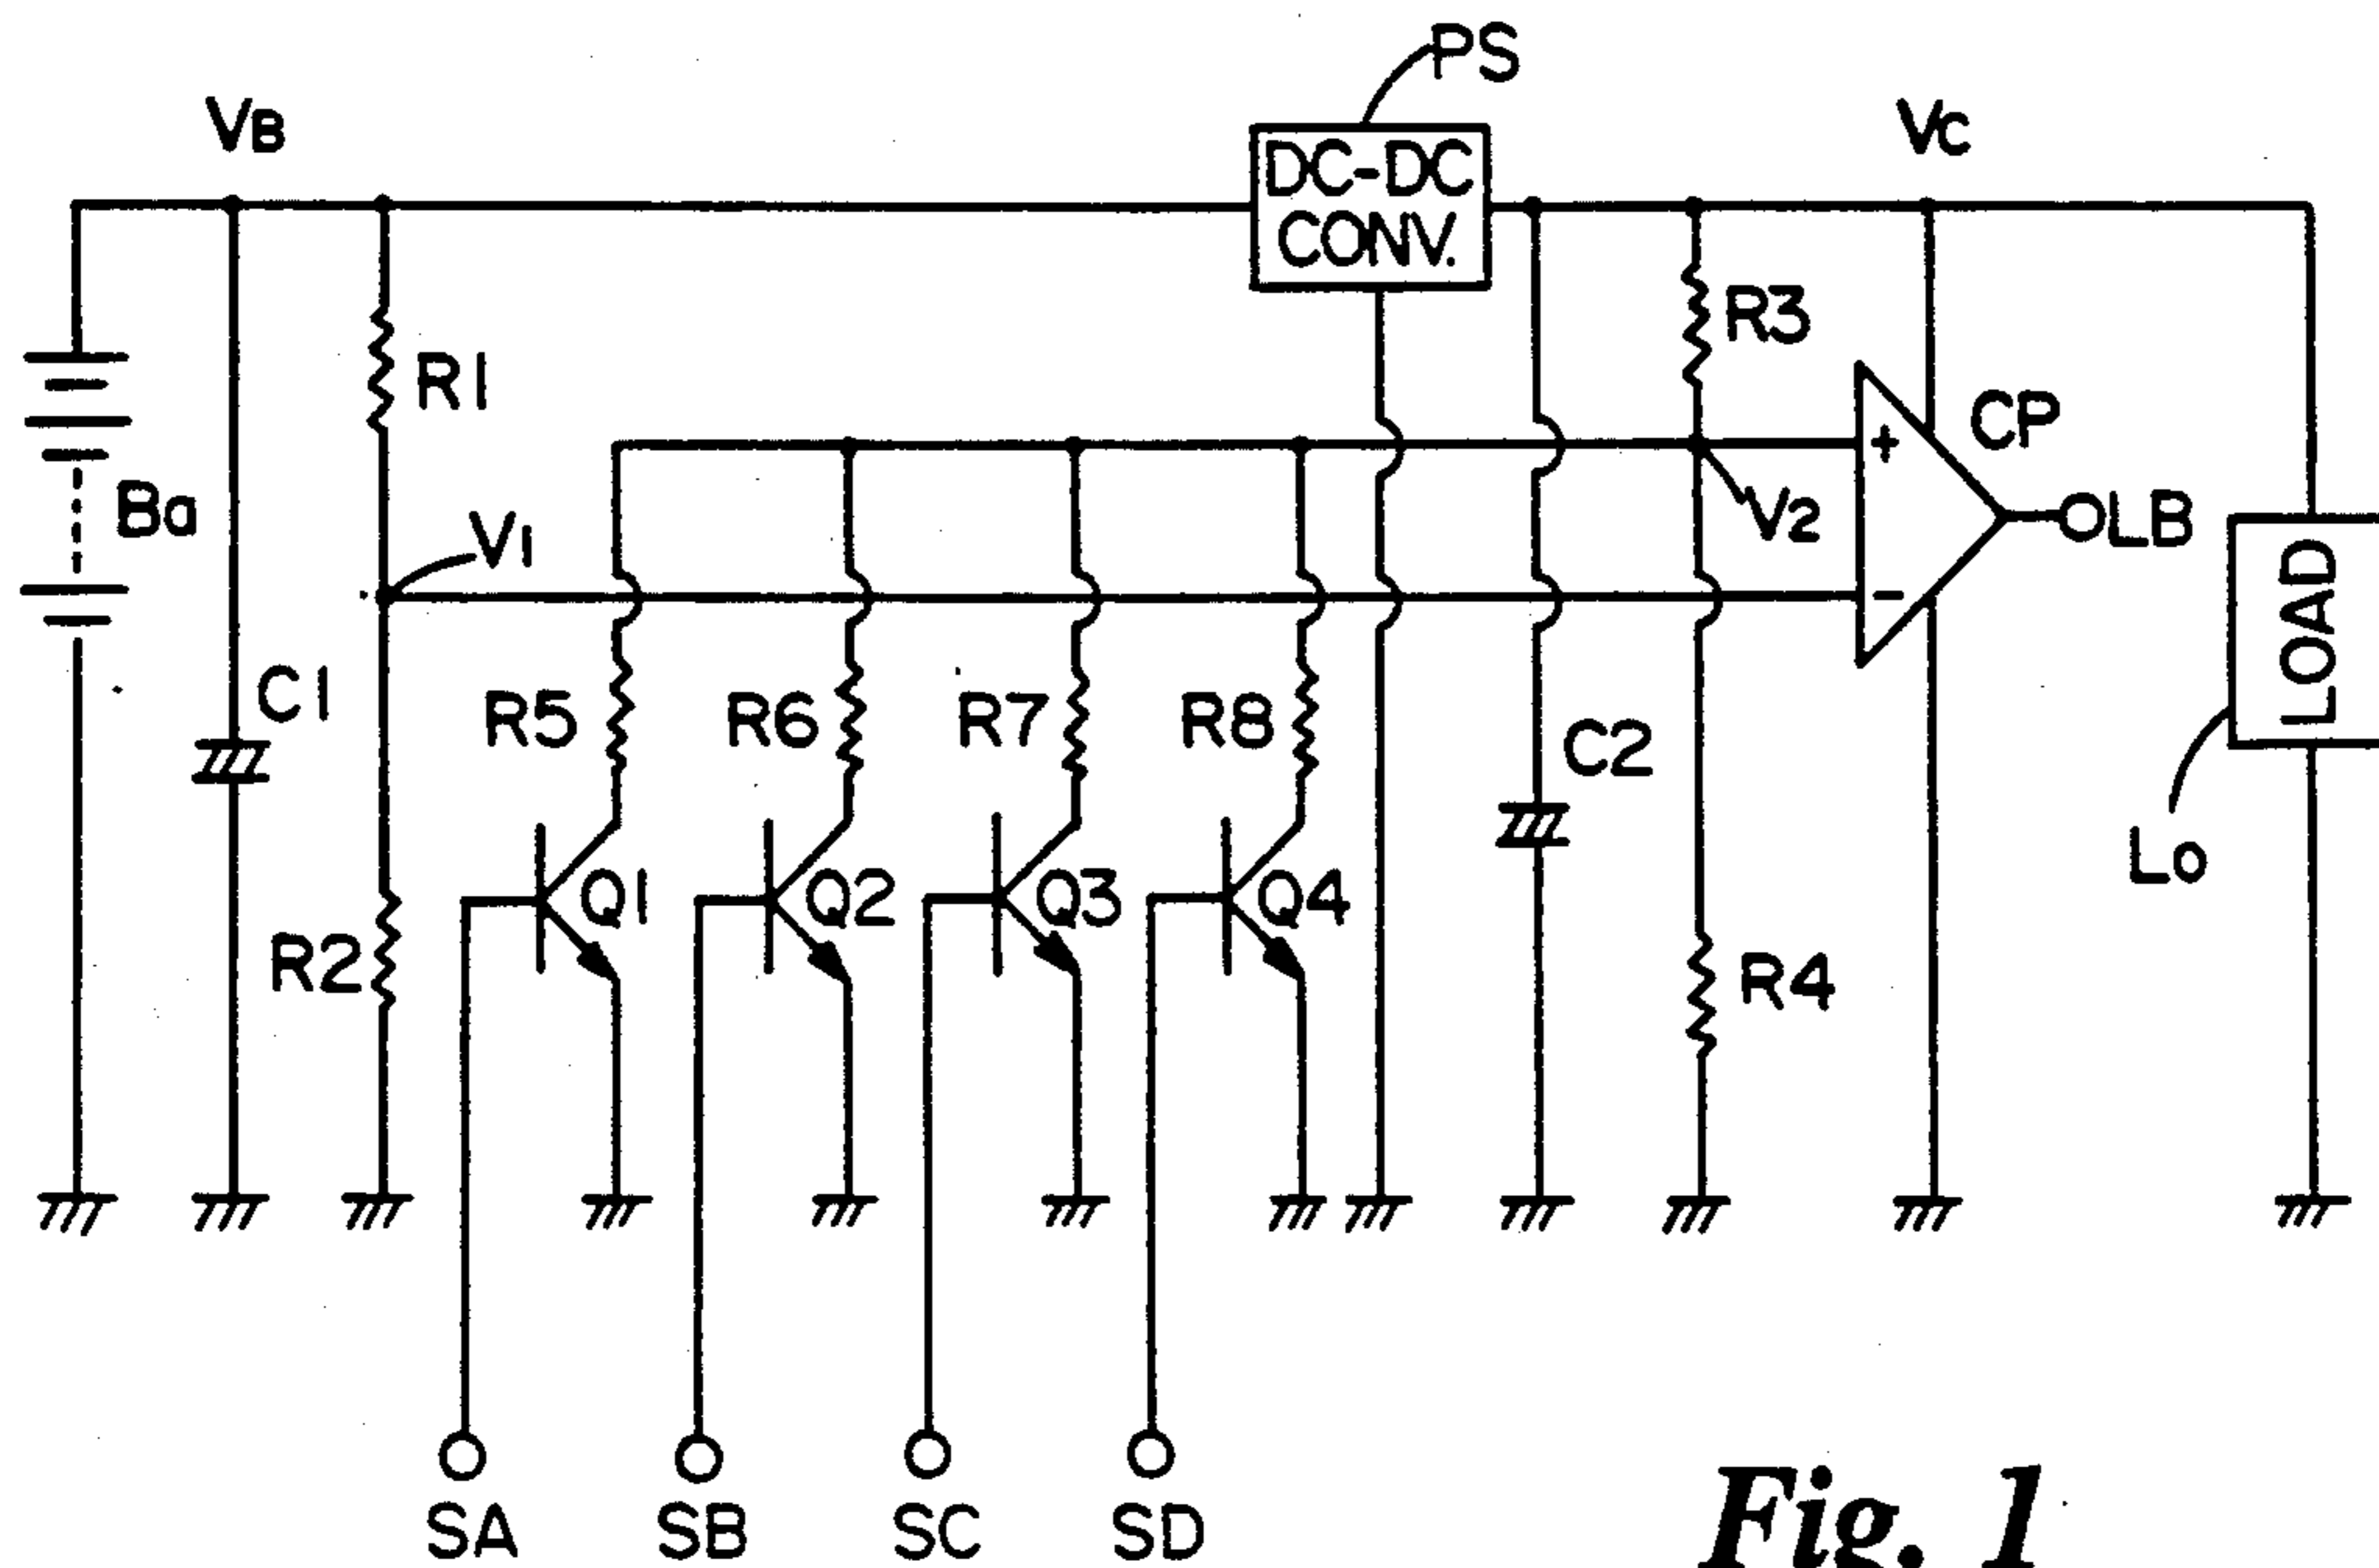 PS
VB
DC-DC
CONV.
VC
R1
R3
CP
+
Ba
V1
V2
OLB
-
LOAD
C1
R5
R6
R7
R8
C2
Q1
Q2
Q3
Q4
Lo
R2
R4
SA
SB
SC
SD
Fig. 1